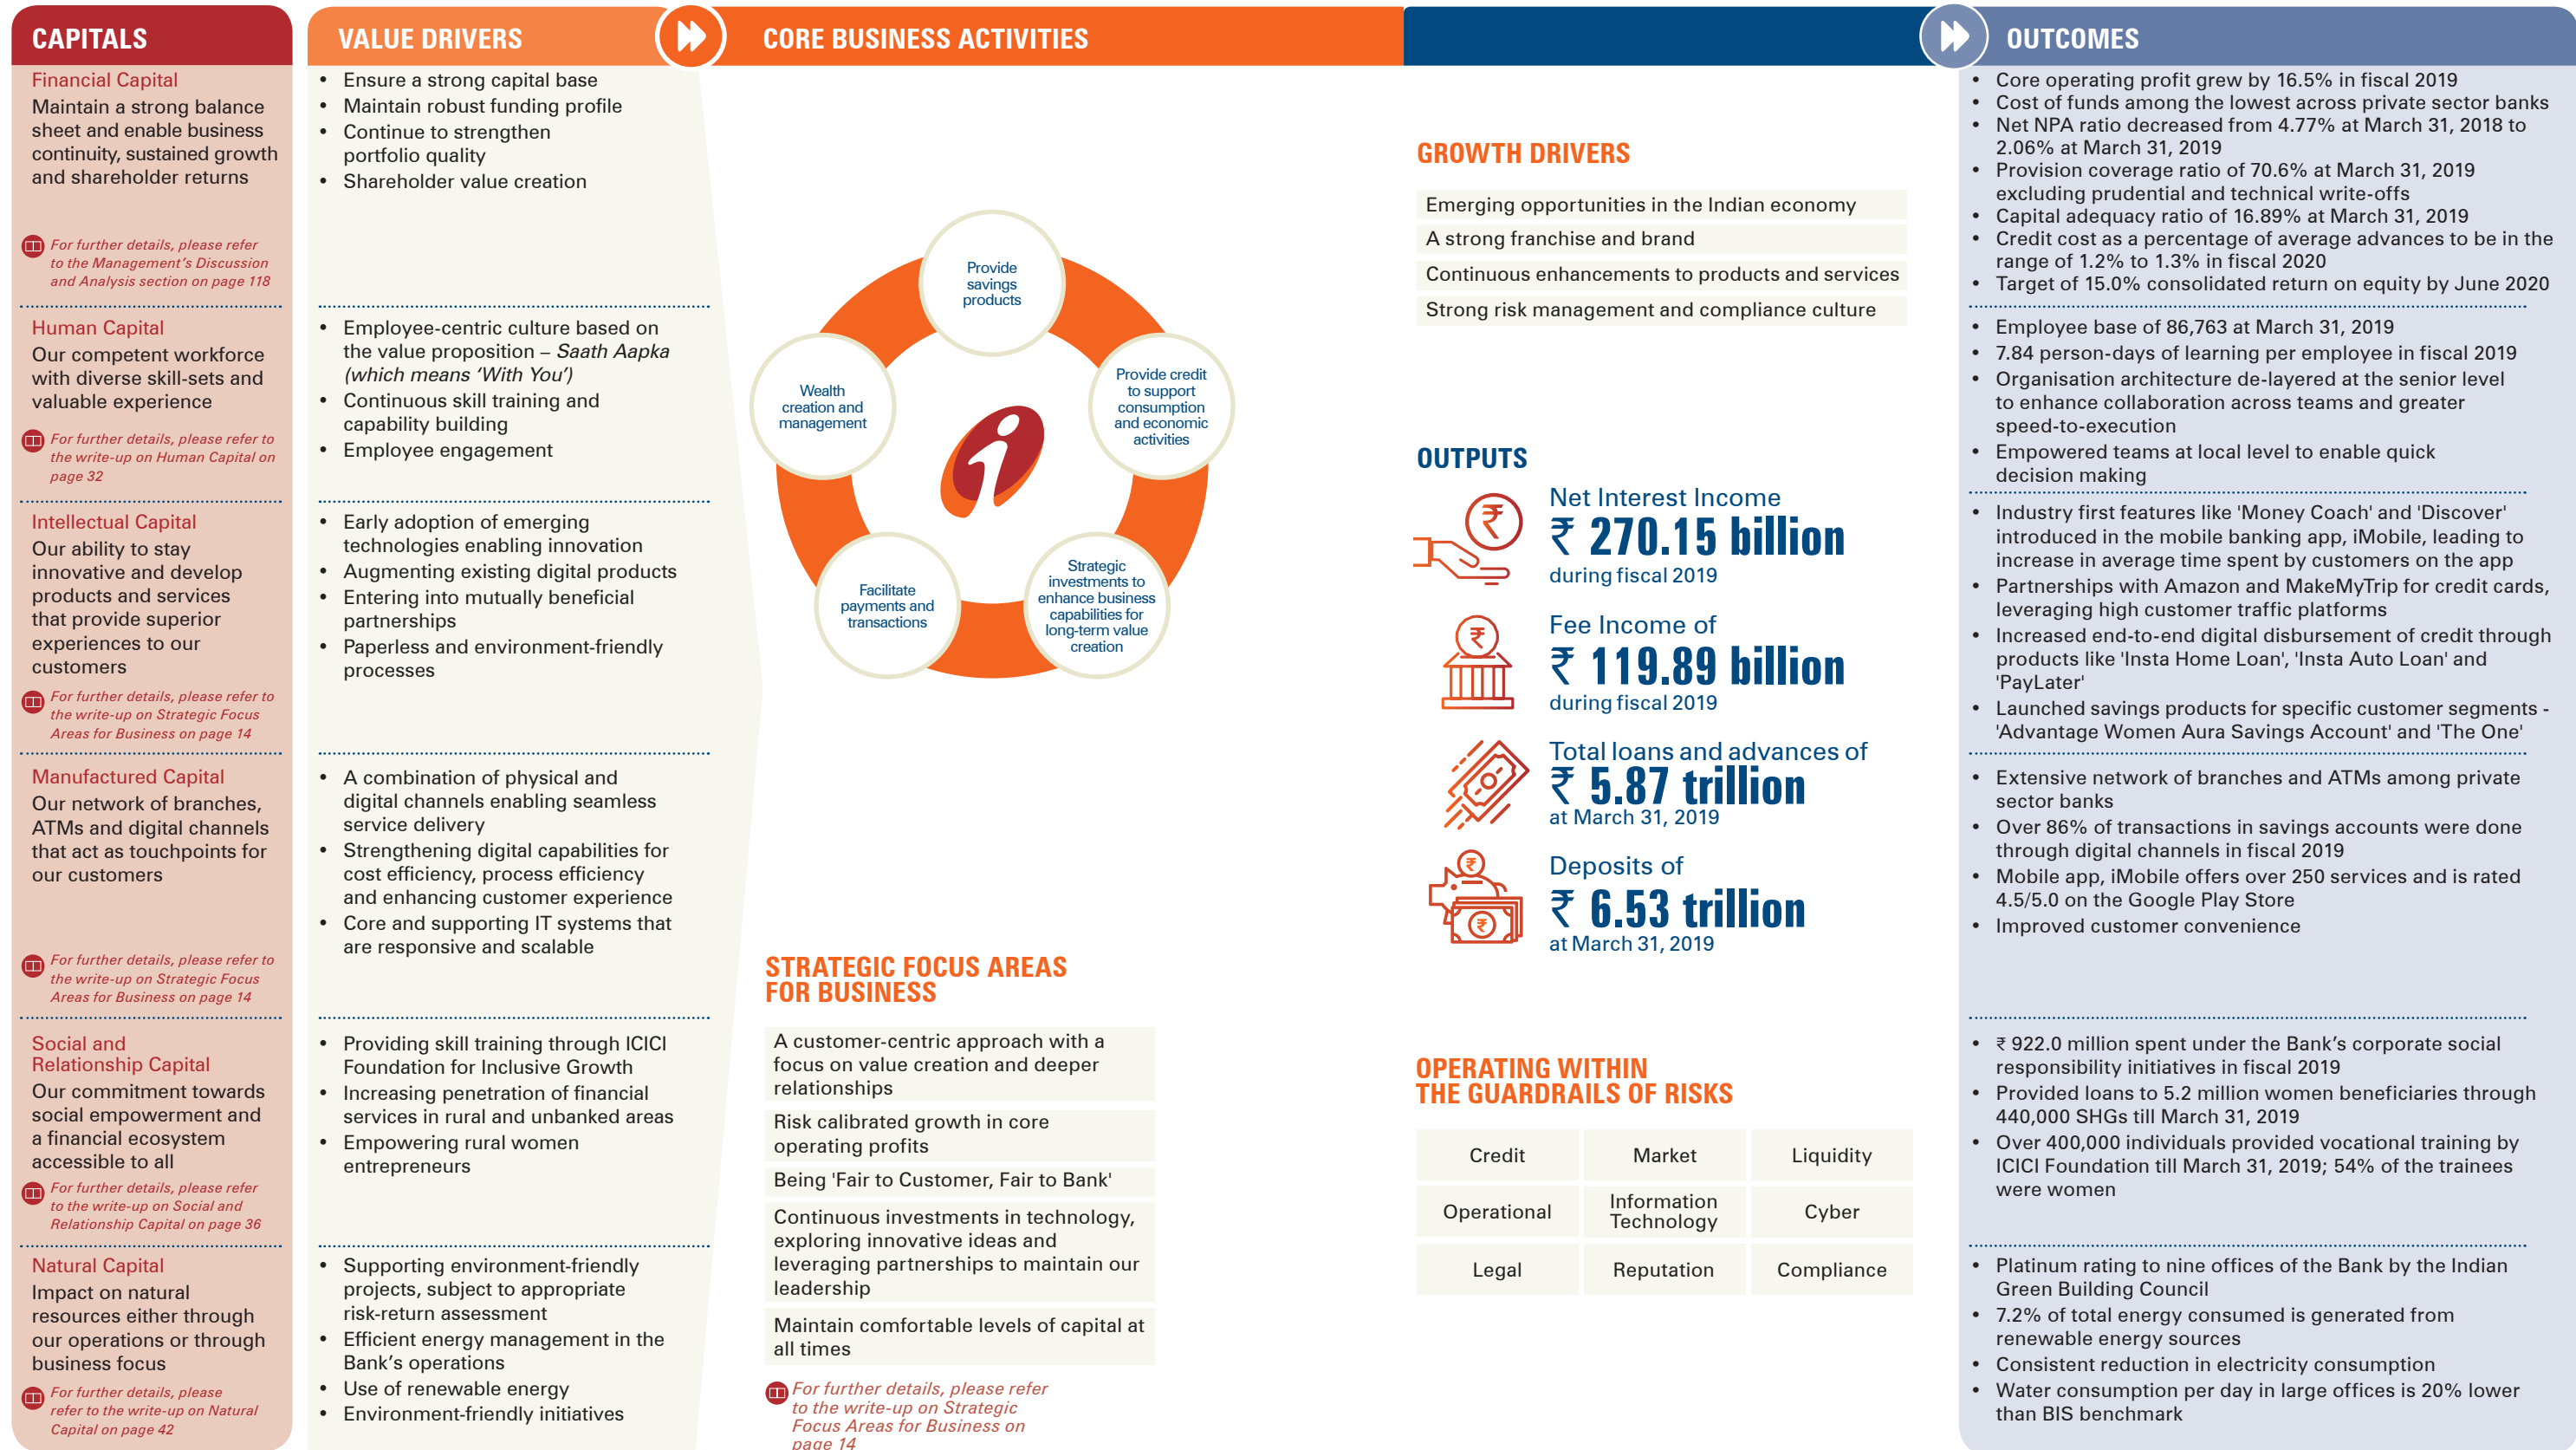 CAPITALS
Financial Capital
Maintain a strong balance
sheet and enable business
continuity, sustained growth
and shareholder returns
For further details, please refer
to the Management's Discussion
and Analysis section on page 118
Human Capital
Our competent workforce
with diverse skill-sets and
valuable experience
For further details, please refer to
the write-up on Human Capital on
page 32
Intellectual Capital
Our ability to stay
innovative and develop
products and services
that provide superior
experiences to our
customers
For further details, please refer to
the write-up on Strategic Focus
Areas for Business on page 14
Manufactured Capital
Our network of branches,
ATMs and digital channels
that act as touchpoints for
our customers
For further details, please refer to
the write-up on Strategic Focus
Areas for Business on page 14
Social and
Relationship Capital
Our commitment towards
social empowerment and
a financial ecosystem
accessible to all
For further details, please refer
to the write-up on Social and
Relationship Capital on page 36
Natural Capital
Impact on natural
resources either through
our operations or through
business focus
For further details, please
refer to the write-up on Natural
Capital on page 42
VALUE DRIVERS
• Ensure a strong capital base
• Maintain robust funding profile
• Continue to strengthen
portfolio quality
• Shareholder value creation
• Employee-centric culture based on
the value proposition – Saath Aapka
(which means ‘With You’)
• Continuous skill training and
capability building
• Employee engagement
• Early adoption of emerging
technologies enabling innovation
• Augmenting existing digital products
• Entering into mutually beneficial
partnerships
• Paperless and environment-friendly
processes
• A combination of physical and
digital channels enabling seamless
service delivery
• Strengthening digital capabilities for
cost efficiency, process efficiency
and enhancing customer experience
• Core and supporting IT systems that
are responsive and scalable
• Providing skill training through ICICI
Foundation for Inclusive Growth
• Increasing penetration of financial
services in rural and unbanked areas
• Empowering rural women
entrepreneurs
• Supporting environment-friendly
projects, subject to appropriate
risk-return assessment
• Efficient energy management in the
Bank’s operations
• Use of renewable energy
• Environment-friendly initiatives
CORE BUSINESS ACTIVITIES
Provide
savings
products
Provide credit
to support
consumption
and economic
activities
Strategic
investments to
enhance business
capabilities for
long-term value
creation
Facilitate
payments and
transactions
Wealth
creation and
management
STRATEGIC FOCUS AREAS
FOR BUSINESS
A customer-centric approach with a
focus on value creation and deeper
relationships
Risk calibrated growth in core
operating profits
Being 'Fair to Customer, Fair to Bank'
Continuous investments in technology,
exploring innovative ideas and
leveraging partnerships to maintain our
leadership
Maintain comfortable levels of capital at
all times
For further details, please refer
to the write-up on Strategic
Focus Areas for Business on
page 14
GROWTH DRIVERS
Emerging opportunities in the Indian economy
A strong franchise and brand
Continuous enhancements to products and services
Strong risk management and compliance culture
OUTPUTS
Net Interest Income
₹ 270.15 billion
during fiscal 2019
Fee Income of
₹ 119.89 billion
during fiscal 2019
Total loans and advances of
₹ 5.87 trillion
at March 31, 2019
Deposits of
₹ 6.53 trillion
at March 31, 2019
OPERATING WITHIN
THE GUARDRAILS OF RISKS
Credit
Market
Liquidity
Operational
Information
Technology
Cyber
Legal
Reputation
Compliance
OUTCOMES
• Core operating profit grew by 16.5% in fiscal 2019
• Cost of funds among the lowest across private sector banks
• Net NPA ratio decreased from 4.77% at March 31, 2018 to
2.06% at March 31, 2019
• Provision coverage ratio of 70.6% at March 31, 2019
excluding prudential and technical write-offs
• Capital adequacy ratio of 16.89% at March 31, 2019
• Credit cost as a percentage of average advances to be in the
range of 1.2% to 1.3% in fiscal 2020
• Target of 15.0% consolidated return on equity by June 2020
• Employee base of 86,763 at March 31, 2019
• 7.84 person-days of learning per employee in fiscal 2019
• Organisation architecture de-layered at the senior level
to enhance collaboration across teams and greater
speed-to-execution
• Empowered teams at local level to enable quick
decision making
• Industry first features like 'Money Coach' and 'Discover'
introduced in the mobile banking app, iMobile, leading to
increase in average time spent by customers on the app
• Partnerships with Amazon and MakeMyTrip for credit cards,
leveraging high customer traffic platforms
• Increased end-to-end digital disbursement of credit through
products like 'Insta Home Loan', 'Insta Auto Loan' and
'PayLater'
• Launched savings products for specific customer segments -
'Advantage Women Aura Savings Account' and 'The One'
• Extensive network of branches and ATMs among private
sector banks
• Over 86% of transactions in savings accounts were done
through digital channels in fiscal 2019
• Mobile app, iMobile offers over 250 services and is rated
4.5/5.0 on the Google Play Store
• Improved customer convenience
• ₹ 922.0 million spent under the Bank’s corporate social
responsibility initiatives in fiscal 2019
• Provided loans to 5.2 million women beneficiaries through
440,000 SHGs till March 31, 2019
• Over 400,000 individuals provided vocational training by
ICICI Foundation till March 31, 2019; 54% of the trainees
were women
• Platinum rating to nine offices of the Bank by the Indian
Green Building Council
• 7.2% of total energy consumed is generated from
renewable energy sources
• Consistent reduction in electricity consumption
• Water consumption per day in large offices is 20% lower
than BIS benchmark